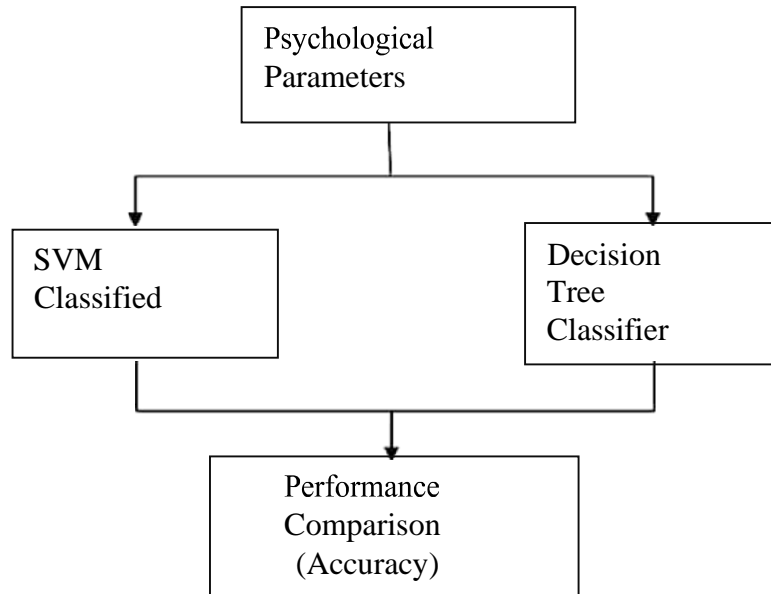 Psychological
Parameters
SVM
Classified
Decision
Tree
Classifier
Performance
Comparison
(Accuracy)